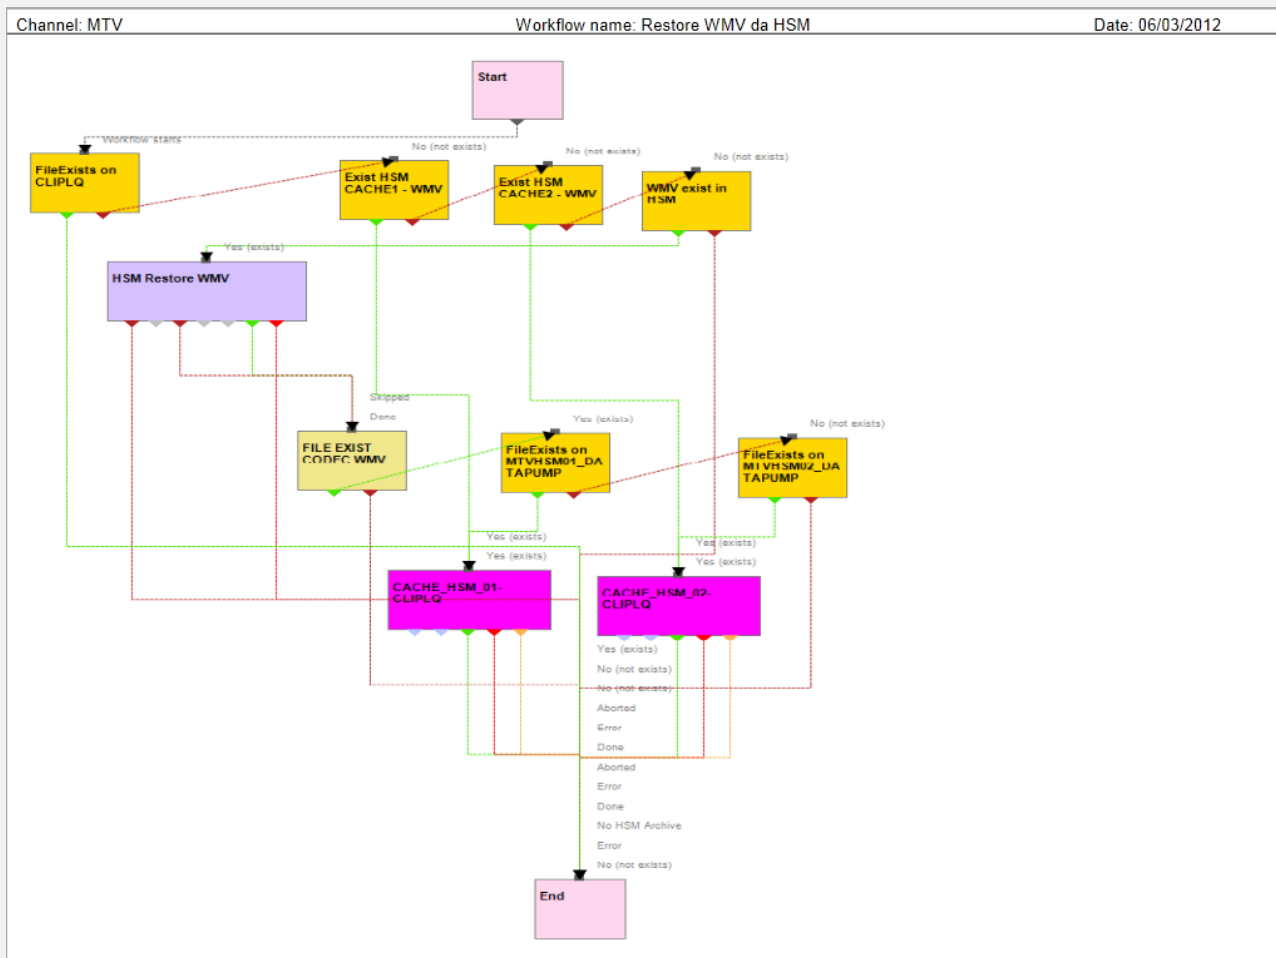 Channel: MTV
Workflow name: Restore WMV da HSM
Date: 06/03/2012
Start
Workflow starts
No (not exists)
No (not exists)
No (not exists)
FileExists on
CLIPLQ
Exist HSM
CACHE1 - WMV
Exist HSM
CACHE2 - WMV
WMV exist in
HSM
Yes (exists)
HSM Restore WMV
Skipped
Done
Yes (exists)
No (not exists)
FILE EXIST
CODEC WMV
FileExists on
MTVHSM01_DA
TAPUMP
FileExists on
MTVHSM02_DA
TAPUMP
Yes (exists)
Yes (exists)
Yes (exists)
Yes (exists)
CACHE_HSM_01-
CLIPLQ
CACHE_HSM_02-
CLIPLQ
Yes (exists)
No (not exists)
No (not exists)
Aborted
Error
Done
Aborted
Error
Done
No HSM Archive
Error
No (not exists)
End